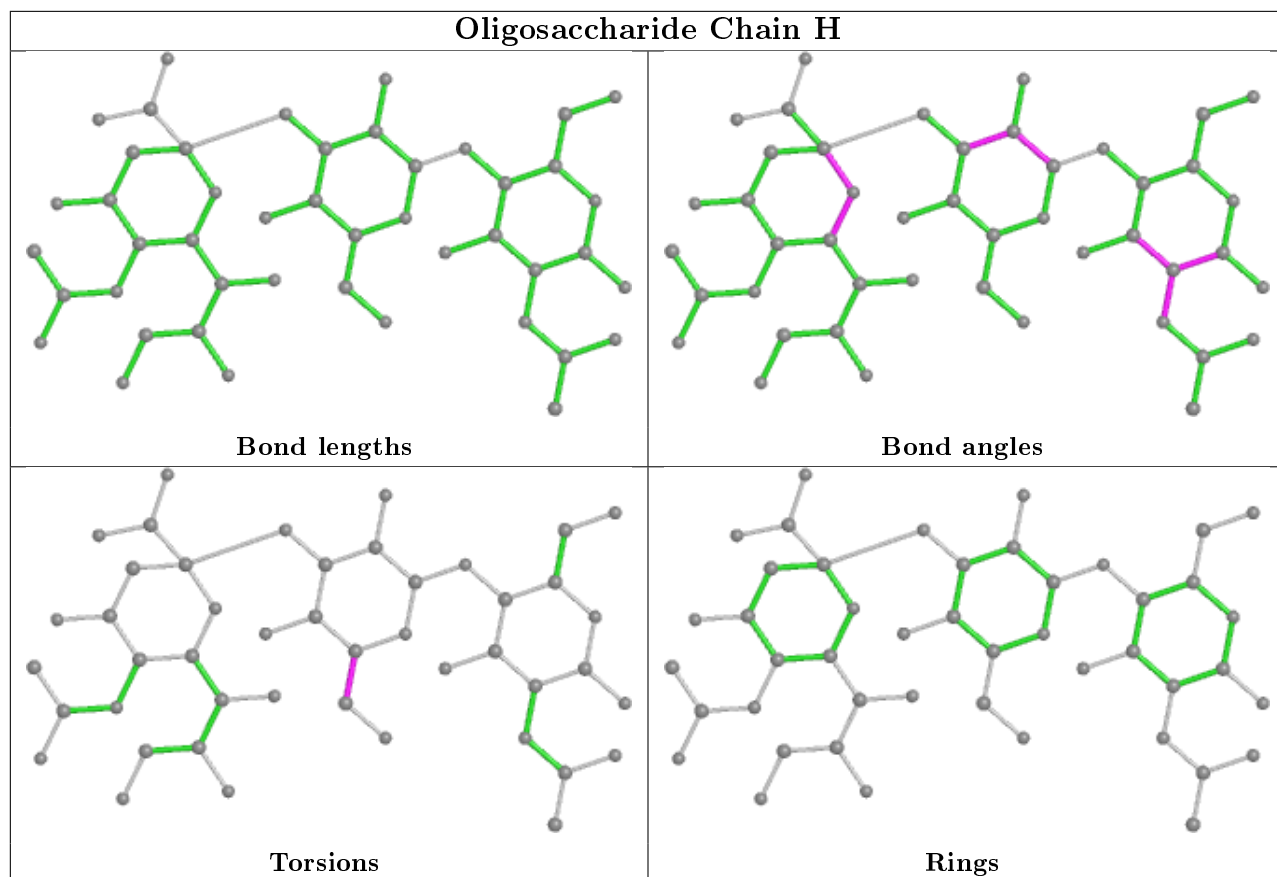 Oligosaccharide Chain H
Bond lengths
Bond angles
Torsions
Rings